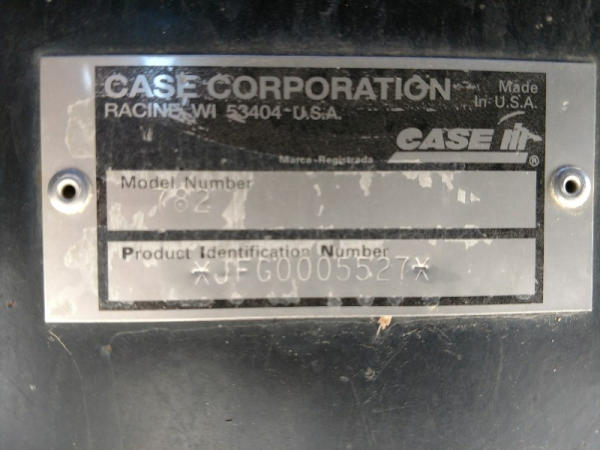 CASE CORPORATION
RACINE, WI 53404 U.S.A.
Made
In U.S.A.
CASE IH ®
Marca Registrada
Model Number
782
Product Identification Number
*JFG0005527*